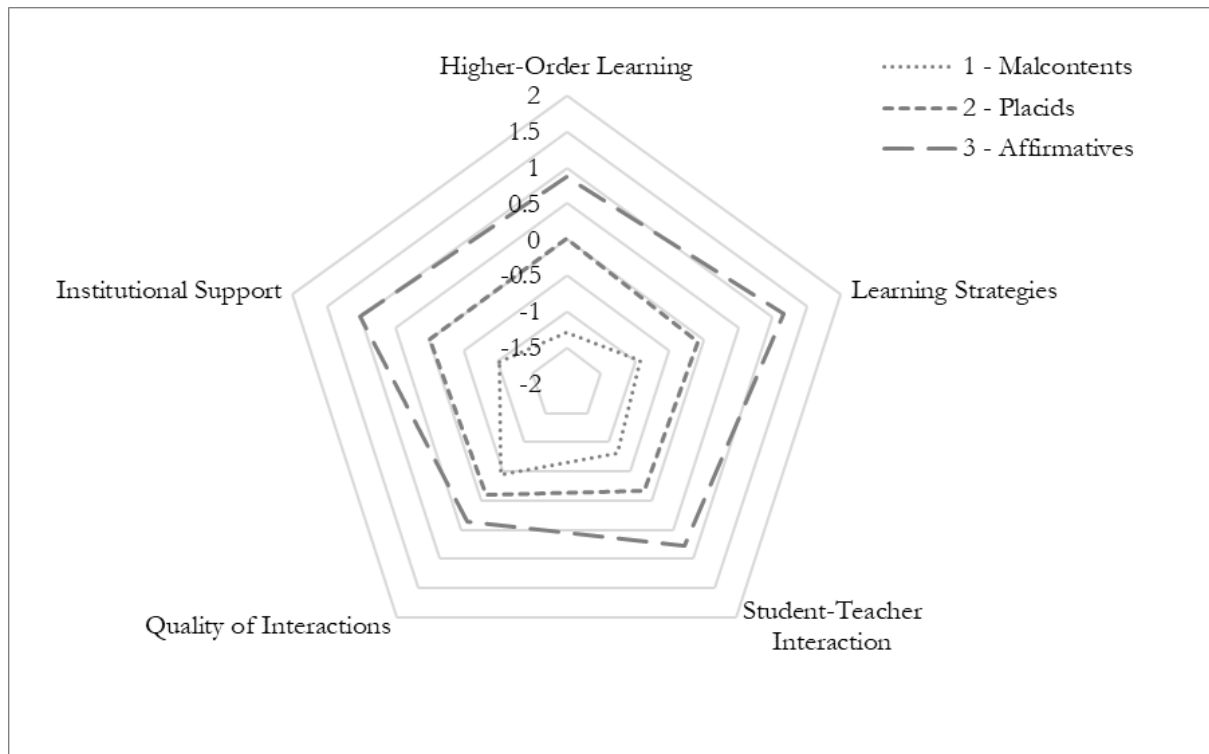 Higher-Order Learning
2
1.5
1
0.5
0
-0.5
-1
-1.5
-2
1 - Malcontents
2 - Placids
3 - Affirmatives
Institutional Support
Learning Strategies
Quality of Interactions
Student-Teacher
Interaction